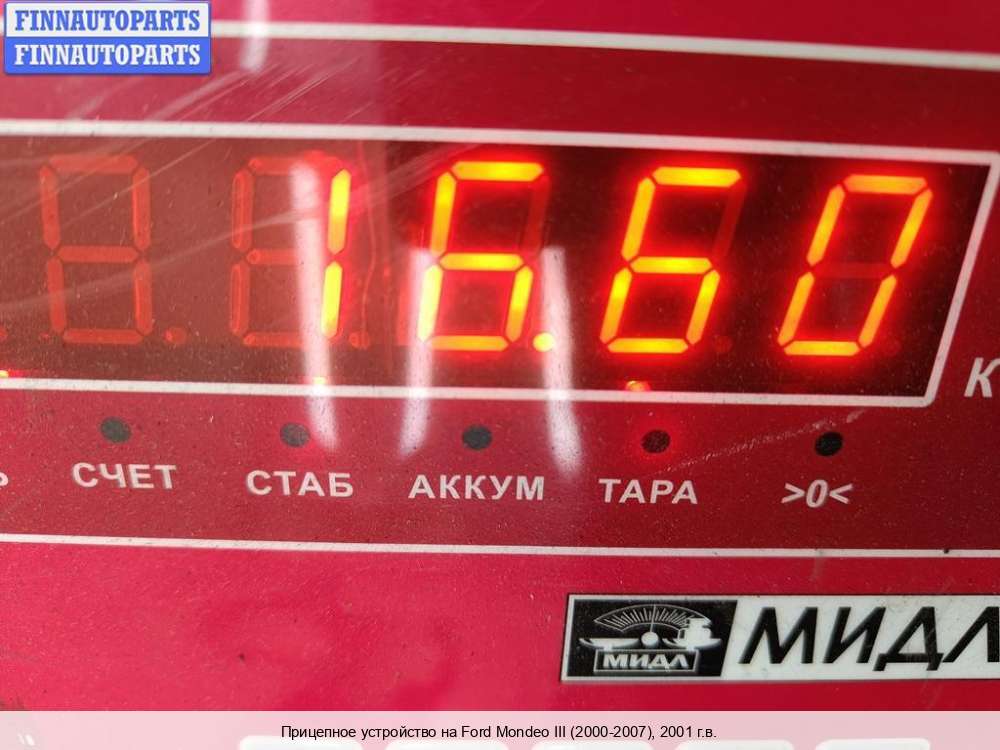 FINNAUTOPARTS
FINNAUTOPARTS
16.60
К
Ь СЧЕТ СТАБ АККУМ ТАРА >0<
МИДЛ МИДЛ
Прицепное устройство на Ford Mondeo III (2000-2007), 2001 г.в.